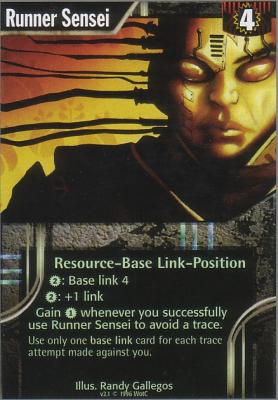 Runner Sensei
4
Resource-Base Link-Position
2: Base link 4
2: +1 link
Gain 1 whenever you successfully
use Runner Sensei to avoid a trace.
Use only one base link card for each trace
attempt made against you.
Illus. Randy Gallegos
v2.1 © 1996 WotC